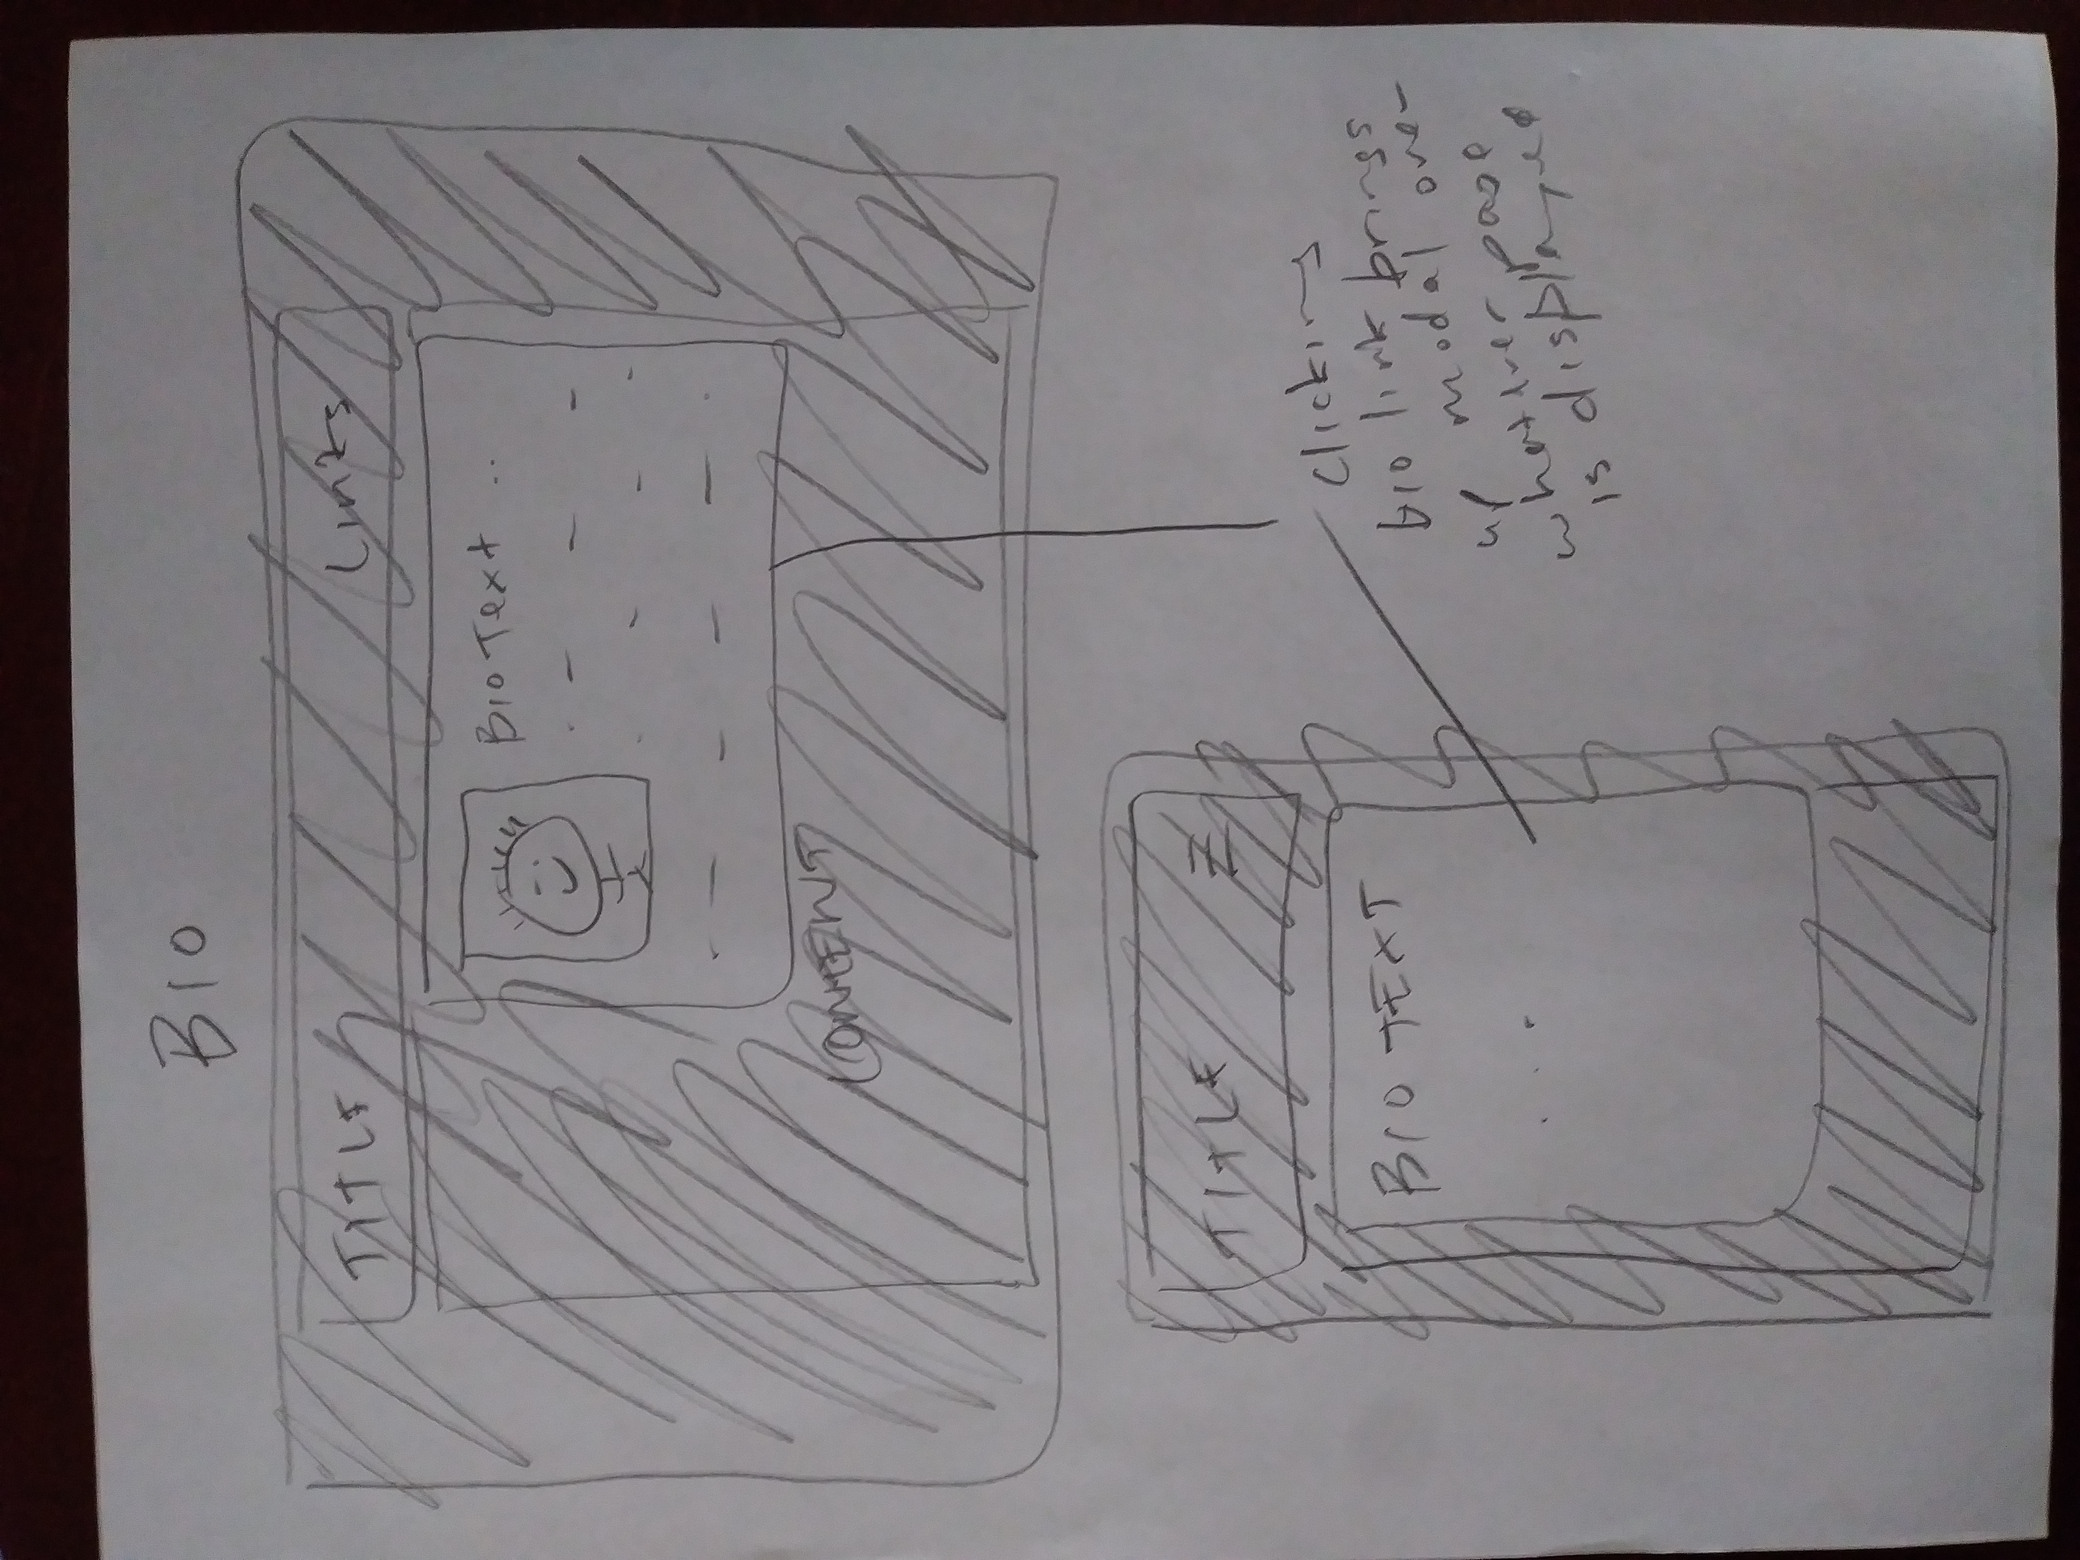 BIO
TITLE Links
Bio Text ..
CONTENT
TITLE
BIO TEXT
...
Clicking
bio link brings
up modal over
whatever page
is displayed